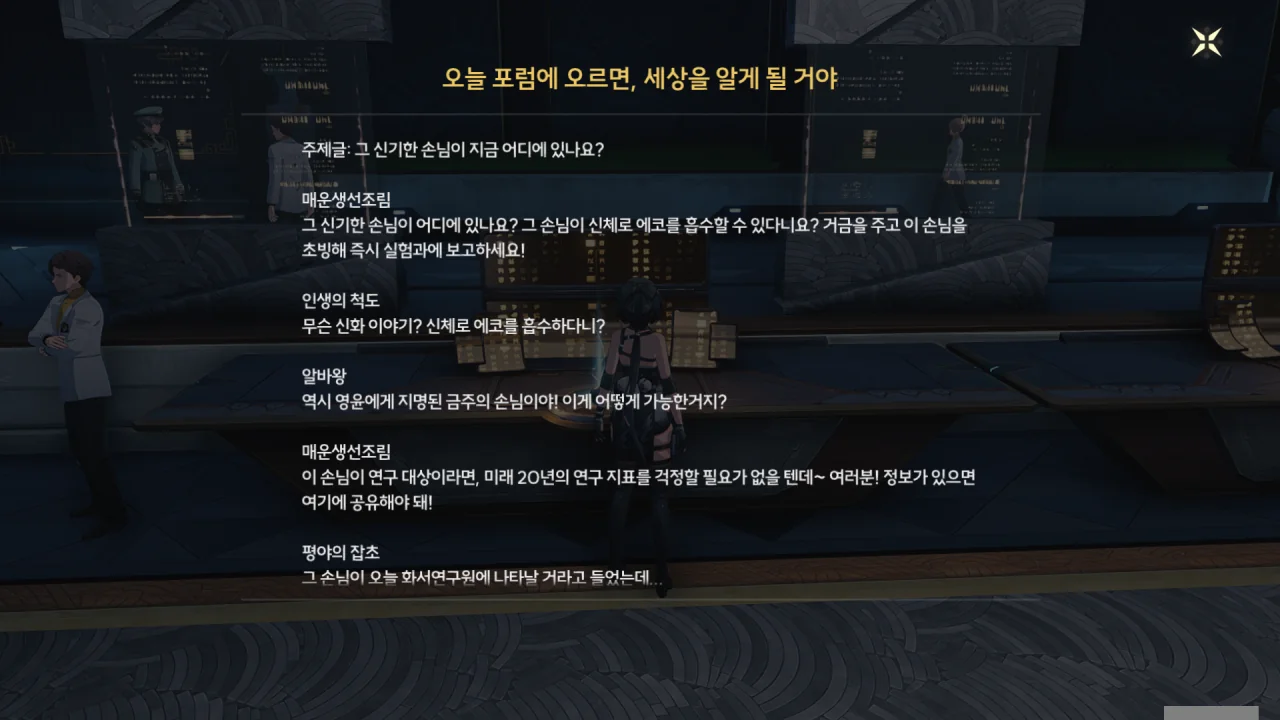 오늘 포럼에 오르면, 세상을 알게 될 거야
주제글: 그 신기한 손님이 지금 어디에 있나요?
매운생선조림
그 신기한 손님이 어디에 있나요? 그 손님이 신체로 에코를 흡수할 수 있다니요? 거금을 주고 이 손님을
초빙해 즉시 실험과에 보고하세요!
인생의 척도
무슨 신화 이야기? 신체로 에코를 흡수하다니?
알바왕
역시 영윤에게 지명된 금주의 손님이야! 이게 어떻게 가능한거지?
매운생선조림
이 손님이 연구 대상이라면, 미래 20년의 연구 지표를 걱정할 필요가 없을 텐데~ 여러분! 정보가 있으면
여기에 공유해야 돼!
평야의 잡초
그 손님이 오늘 화서연구원에 나타날 거라고 들었는데...